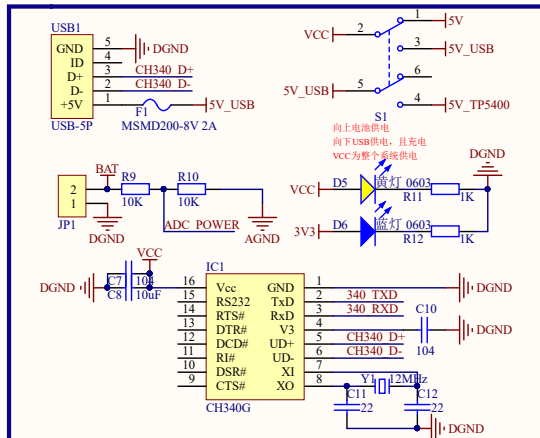 USB1
GND 5 DGND
ID 4
D+ 3 CH340 D+
D- 2 CH340 D-
+5V 1 F1 5V_USB
USB-5P MSMD200-8V 2A
VCC 2 1 5V
3 5V_USB
5V_USB 5 6
4 5V_TP5400
S1
向上电池供电
向下USB供电，且充电
VCC为整个系统供电
BAT R9 R10
2 10K 10K
1 ADC_POWER
JP1 DGND AGND
DGND
VCC D5 黄灯 0603
R11 1K
3V3 D6 蓝灯 0603
R12 1K
VCC IC1
DGND C7 104
C8 10uF
16 Vcc GND 1 DGND
15 RS232 TxD 2 340_TXD
14 RTS# RxD 3 340_RXD
13 DTR# V3 4 C10 DGND
104
12 DCD# UD+ 5 CH340 D+
11 RI# UD- 6 CH340 D-
10 DSR# XI 7
9 CTS# XO 8 Y1 12MHz
CH340G C11 C12
22 22
DGND